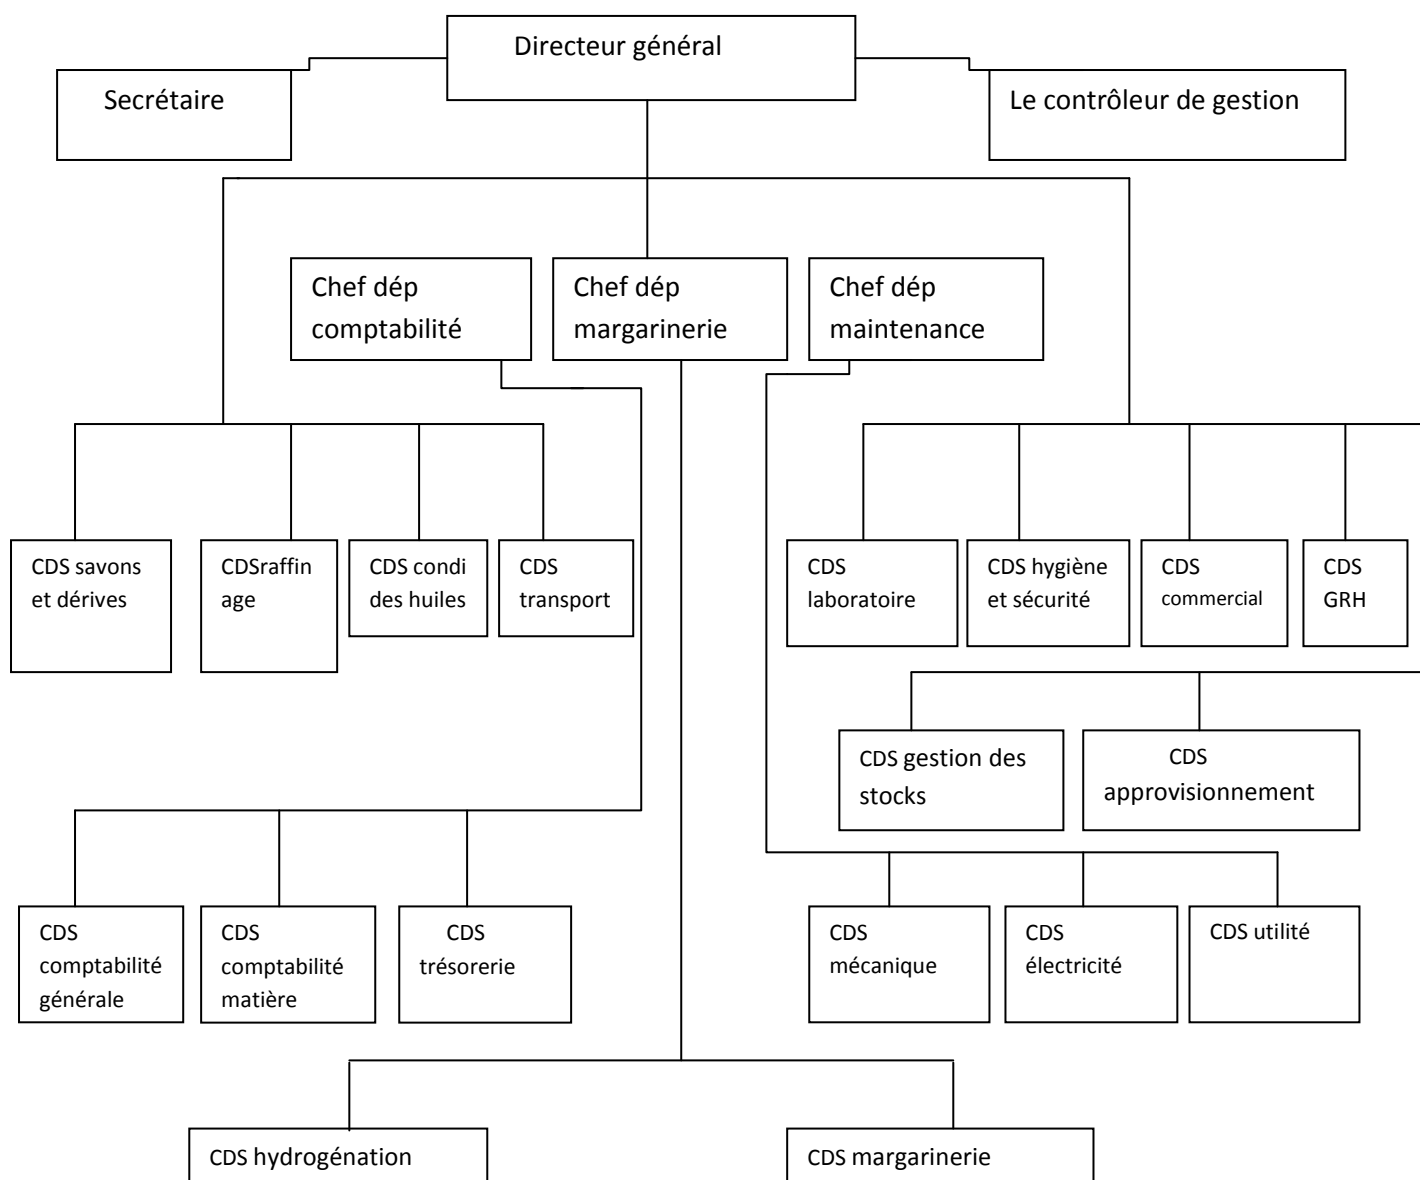 Directeur général
Secrétaire
Le contrôleur de gestion
Chef dép
comptabilité
Chef dép
margarinerie
Chef dép
maintenance
CDS savons
et dérives
CDSraffin
age
CDS condi
des huiles
CDS
transport
CDS
laboratoire
CDS hygiène
et sécurité
CDS
commercial
CDS
GRH
CDS gestion des
stocks
CDS
approvisionnement
CDS
comptabilité
générale
CDS
comptabilité
matière
CDS
trésorerie
CDS
mécanique
CDS
électricité
CDS utilité
CDS hydrogénation
CDS margarinerie